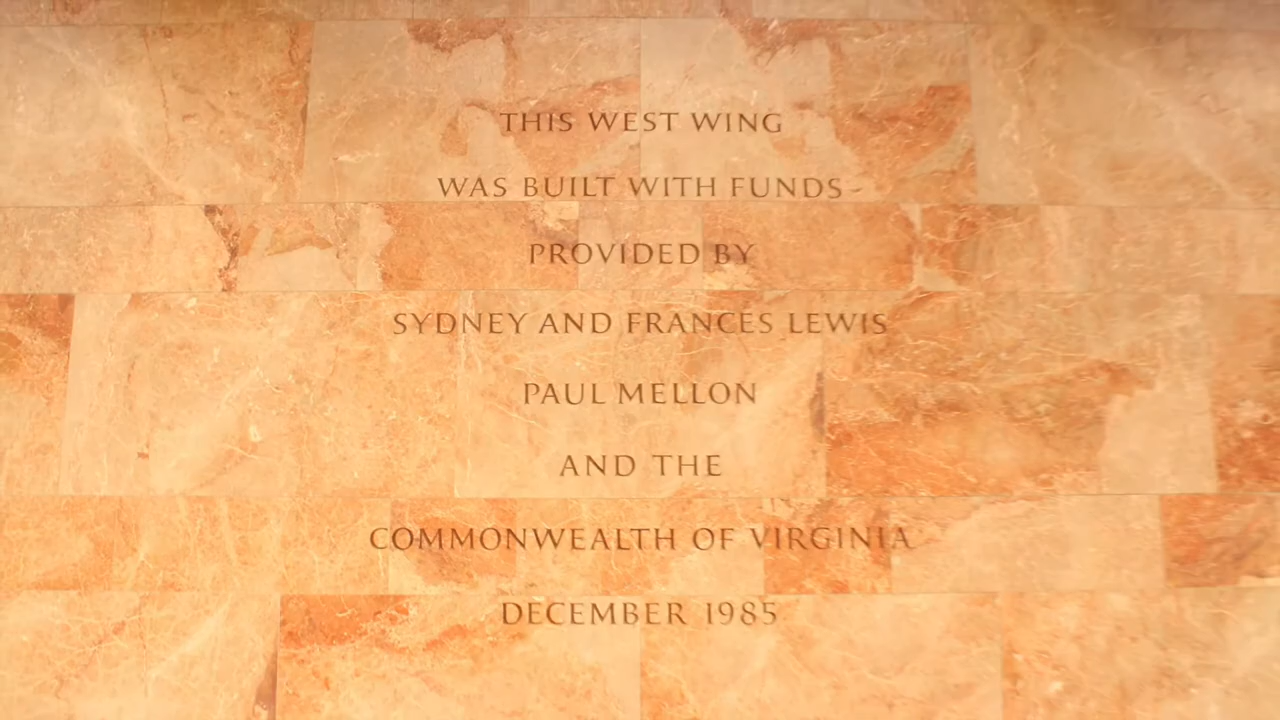 THIS WEST WING
WAS BUILT WITH FUNDS
PROVIDED BY
SYDNEY AND FRANCES LEWIS
PAUL MELLON
AND THE
COMMONWEALTH OF VIRGINIA
DECEMBER 1985